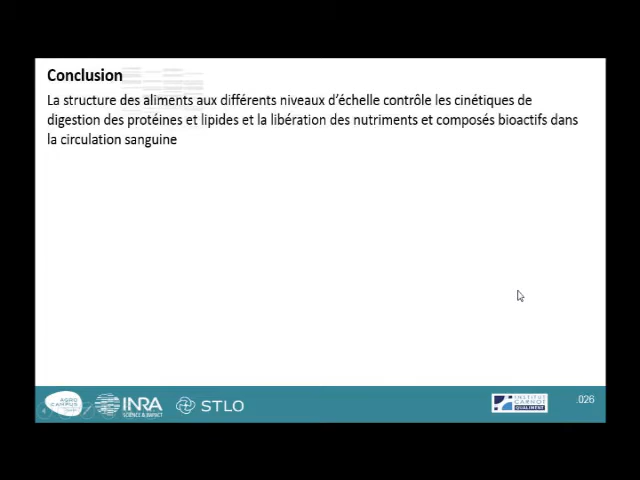 Conclusion
La structure des aliments aux différents niveaux d'échelle contrôle les cinétiques de
digestion des protéines et lipides et la libération des nutriments et composés bioactifs dans
la circulation sanguine
AGRO
CAMPUS
INRA
SCIENCE & IMPACT
STLO
INSTITUT
CARNOT
QUALIMENT
.026